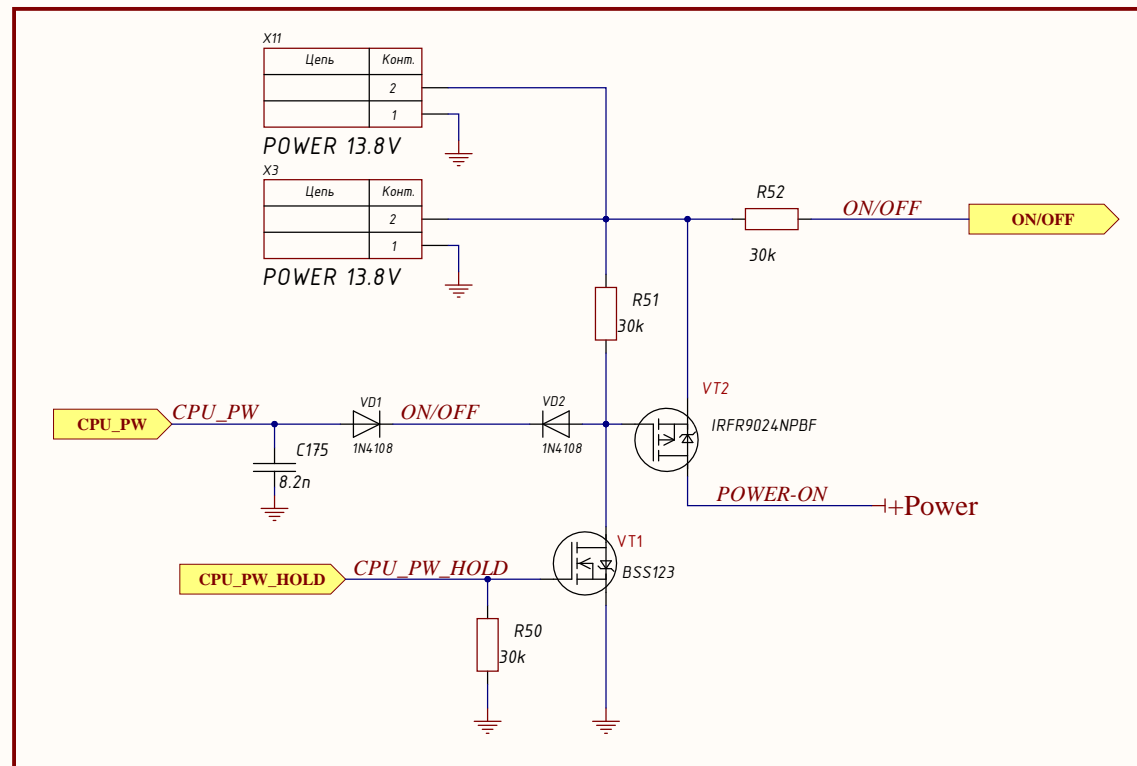 X11
Цепь Конт.
2
1
POWER 13.8V
X3
Цепь Конт.
2
1
POWER 13.8V
R52
30k
ON/OFF
ON/OFF
R51
30k
CPU_PW
CPU_PW
VD1
1N4108
ON/OFF
VD2
1N4108
VT2
IRFR9024NPBF
C175
8.2n
POWER-ON
+Power
VT1
BSS123
CPU_PW_HOLD
CPU_PW_HOLD
R50
30k